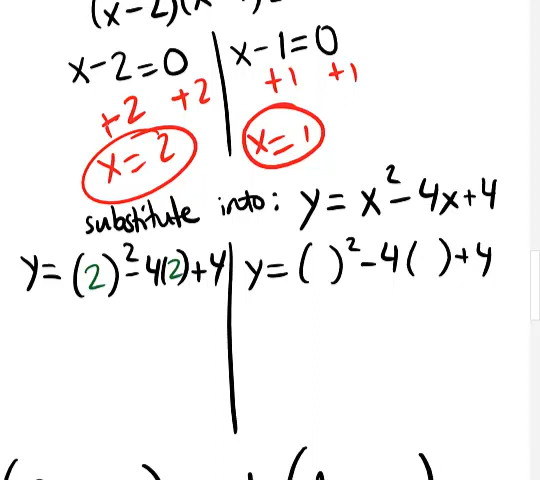 (x-2)(x
x-2=0 | x-1=0
+2 +2 | +1 +1
x=2 | x=1
substitute into: y = x² - 4x + 4
y = (2)² - 4(2) + 4 | y = ( )² - 4( ) + 4